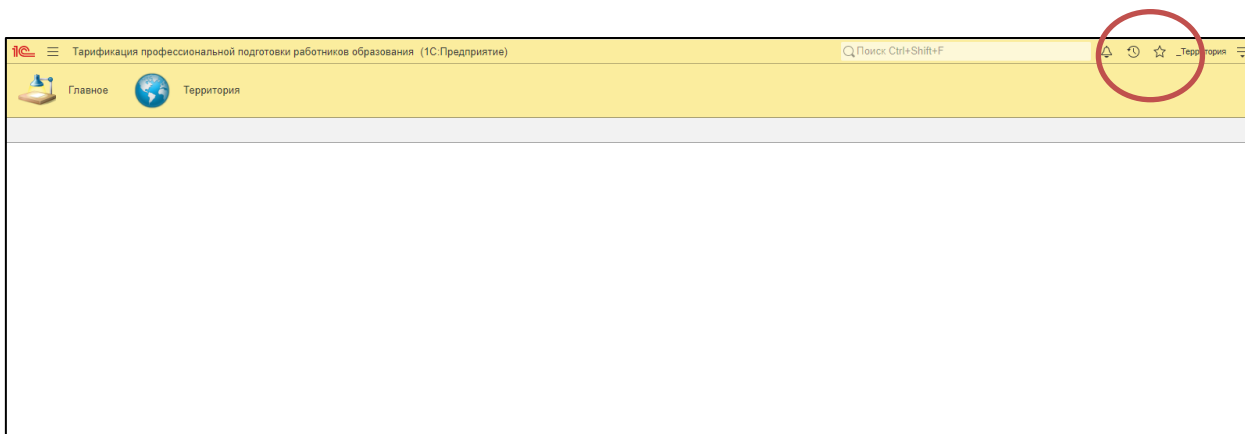 1С Тарификация профессиональной подготовки работников образования (1С:Предприятие) Поиск Ctrl+Shift+F _Территория
Главное Территория